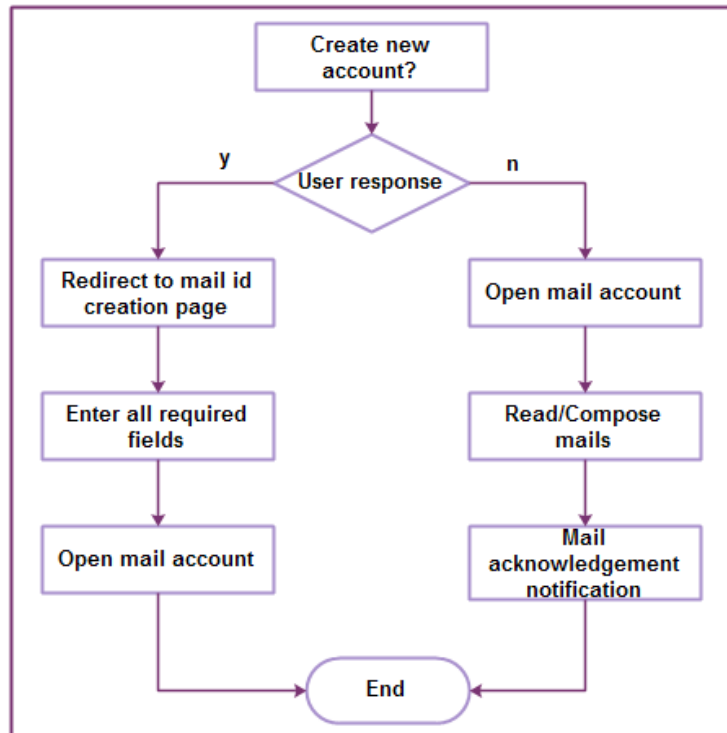 Create new
account?
y
User response
n
Redirect to mail id
creation page
Open mail account
Enter all required
fields
Read/Compose
mails
Open mail account
Mail
acknowledgement
notification
End